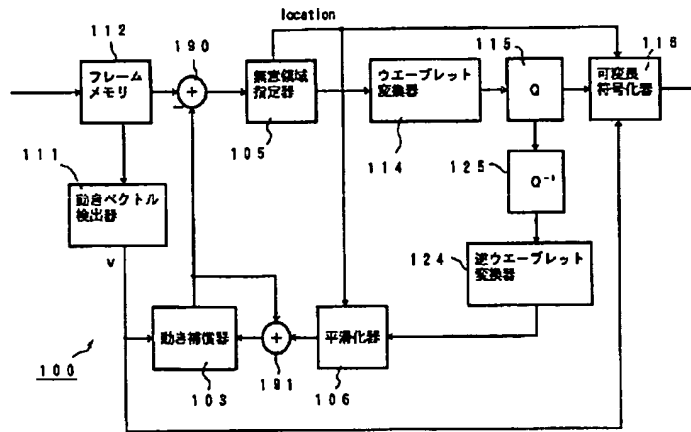 location
112
190
115
116
フレーム
メモリ
+
−
無害領域
指定器
ウエーブレット
変換器
Q
可変長
符号化器
105
114
111
125
Q⁻¹
動きベクトル
検出器
V
124
逆ウエーブレット
変換器
動き補償器
+
平滑化器
191
100
103
106